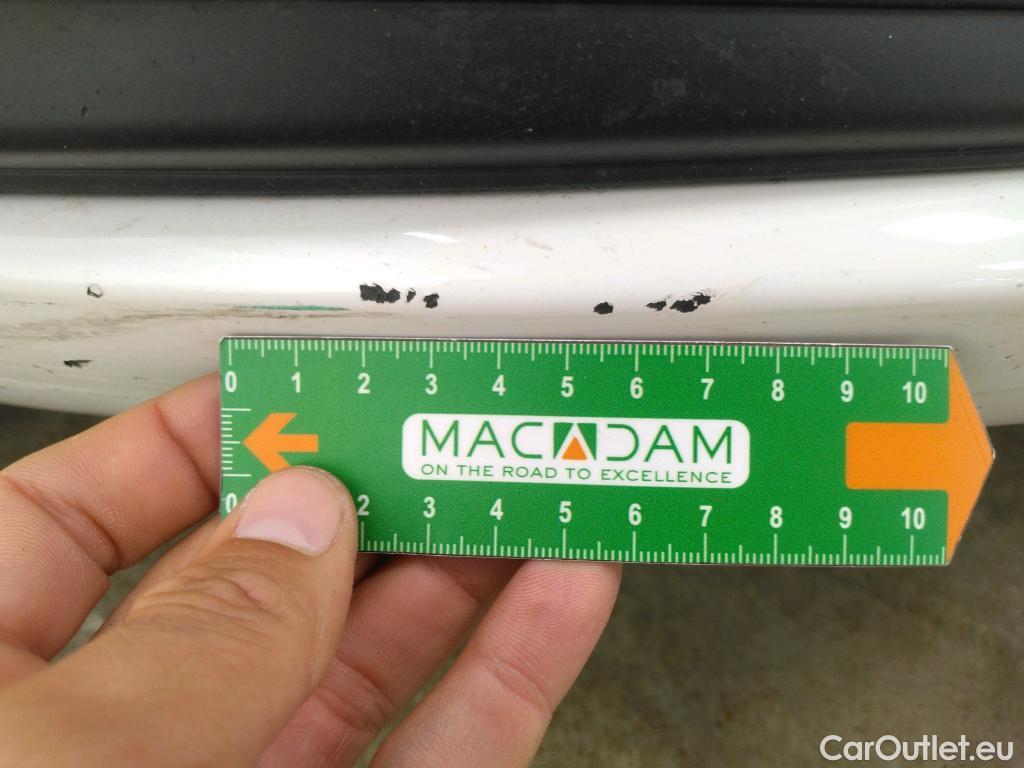 0 1 2 3 4 5 6 7 8 9 10
MACADAM
ON THE ROAD TO EXCELLENCE
0 2 3 4 5 6 7 8 9 10
CarOutlet.eu